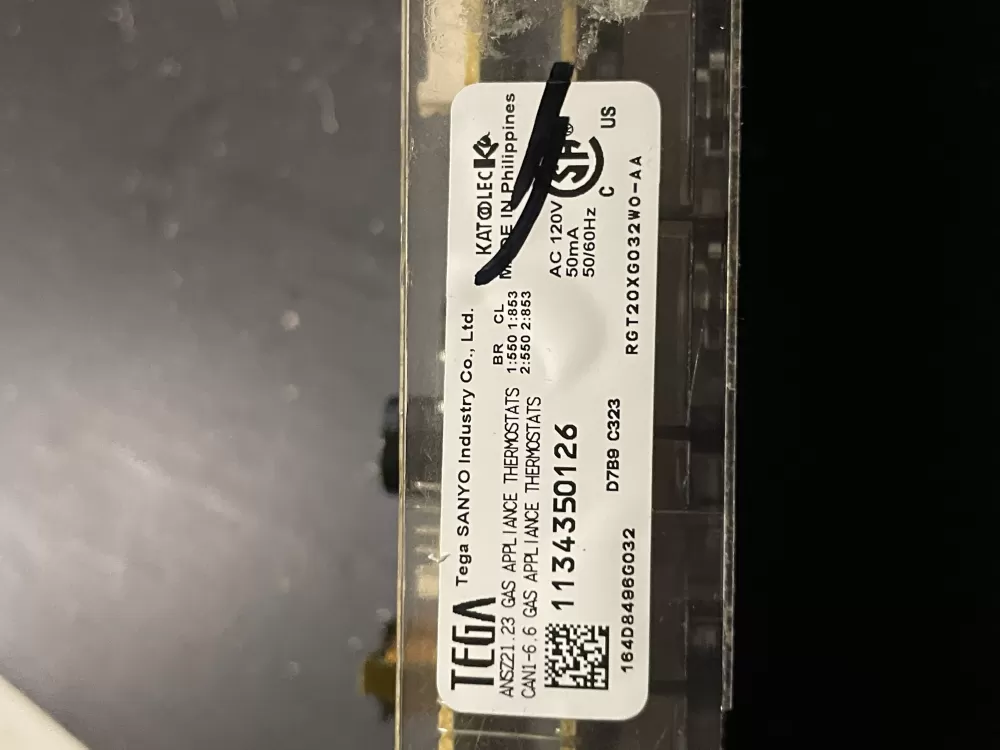 TEGA Tega SANYO Industry Co., Ltd. KATOOLEC
ANSZ21.23 GAS APPLIANCE THERMOSTATS
CAN1-6.6 GAS APPLIANCE THERMOSTATS
BR CL
1:550 1:853
2:550 2:853
MADE IN Philippines
1134350126
AC 120V
50mA
50/60Hz
C US
D7B9 C323
164D8496G032 RGT20XG032W0-AA